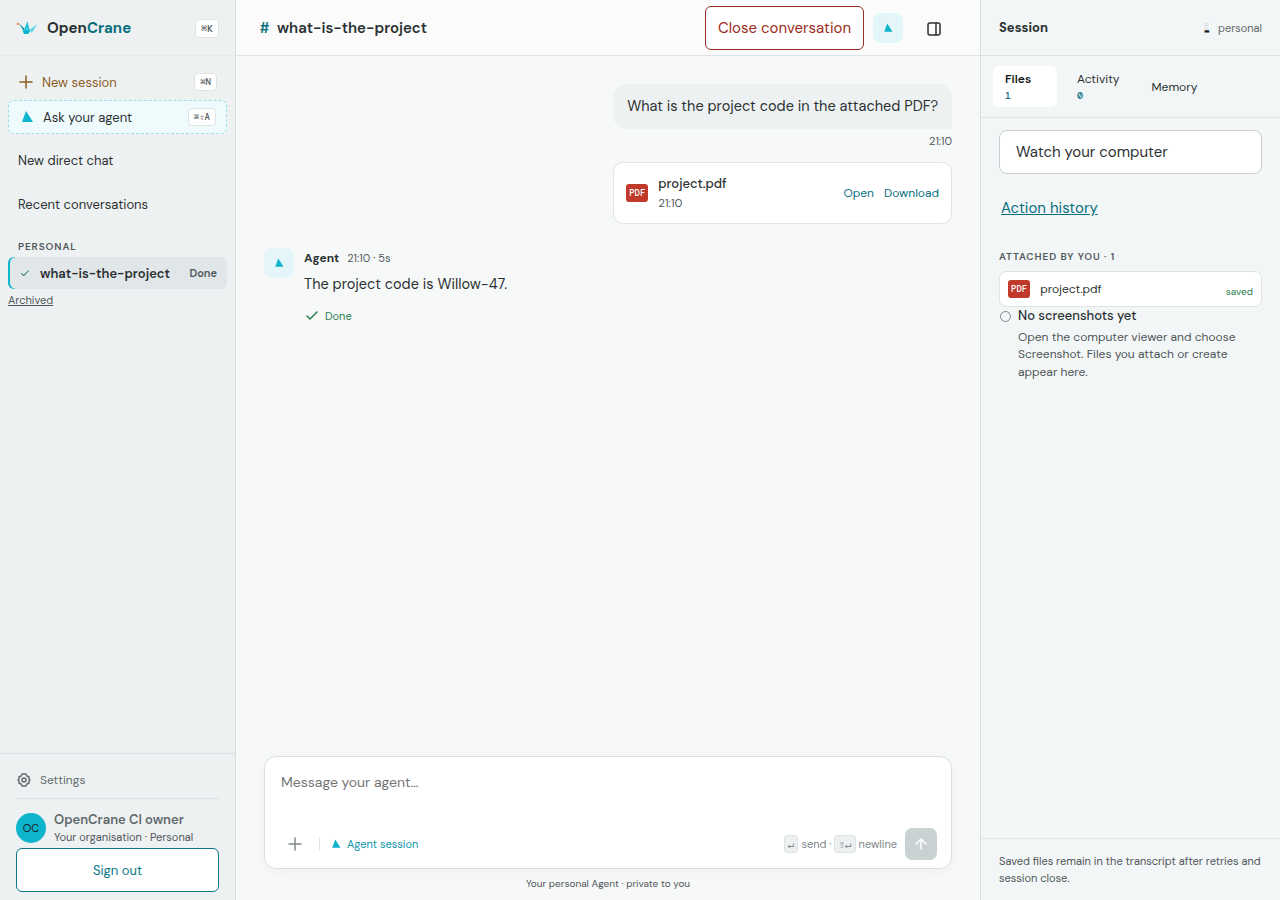 OpenCrane
⌘K
New session
⌘N
Ask your agent
⌘⇧A
New direct chat
Recent conversations
PERSONAL
what-is-the-project Done
Archived
Settings
OC
OpenCrane CI owner
Your organisation · Personal
Sign out
# what-is-the-project
Close conversation
What is the project code in the attached PDF?
21:10
PDF
project.pdf
21:10
Open Download
Agent 21:10 · 5s
The project code is Willow-47.
Done
Message your agent…
Agent session
↵ send · ⇧↵ newline
Your personal Agent · private to you
Session
personal
Files
1
Activity
0
Memory
Watch your computer
Action history
ATTACHED BY YOU · 1
PDF project.pdf saved
No screenshots yet
Open the computer viewer and choose
Screenshot. Files you attach or create
appear here.
Saved files remain in the transcript after retries and
session close.